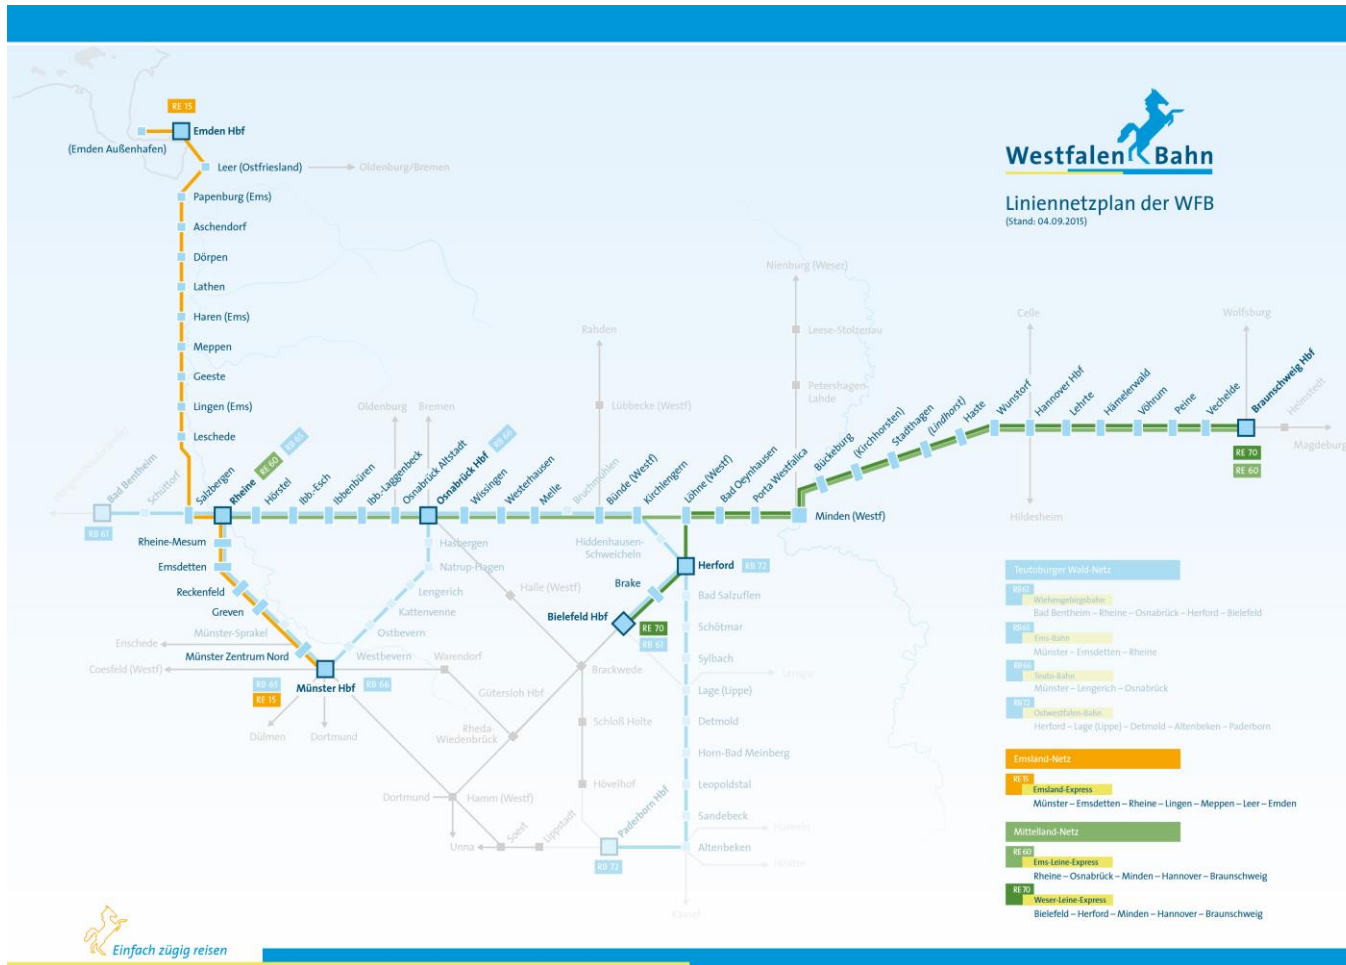 WestfalenBahn
Liniennetzplan der WFB
(Stand: 04.09.2015)
RE 15
Emden Hbf
(Emden Außenhafen)
Leer (Ostfriesland)
Oldenburg/Bremen
Papenburg (Ems)
Aschendorf
Dörpen
Lathen
Haren (Ems)
Meppen
Geeste
Lingen (Ems)
Leschede
Bad Bentheim
Schüttorf
RB 61
Salzbergen
Rheine
RE 60
RB 65
Hörstel
Ibb.-Esch
Ibbenbüren
Ibb.-Laggenbeck
Osnabrück Altstadt
Osnabrück Hbf
RB 66
Oldenburg
Bremen
Wissingen
Westerhausen
Melle
Bruchmühlen
Bünde (Westf)
Kirchlengern
Löhne (Westf)
Bad Oeynhausen
Porta Westfalica
Minden (Westf)
Rahden
Lübbecke (Westf)
Nienburg (Weser)
Leese-Stolzenau
Petershagen-
Lahde
Bückeburg
(Kirchhorsten)
Stadthagen
(Lindhorst)
Haste
Wunstorf
Hannover Hbf
Lehrte
Hämelerwald
Vöhrum
Peine
Vechelde
Braunschweig Hbf
Celle
Hildesheim
Wolfsburg
Helmstedt
Magdeburg
RE 70
RE 60
Rheine-Mesum
Emsdetten
Reckenfeld
Greven
Münster-Sprakel
Münster Zentrum Nord
Münster Hbf
RB 65
RE 15
RB 66
Enschede
Coesfeld (Westf)
Dülmen
Dortmund
Hasbergen
Natrup-Hagen
Lengerich
Kattenvenne
Ostbevern
Westbevern
Warendorf
Halle (Westf)
Gütersloh Hbf
Rheda-
Wiedenbrück
Brackwede
Schloß Holte
Hövelhof
Dortmund
Hamm (Westf)
Unna
Soest
Lippstadt
Paderborn Hbf
RB 72
Hiddenhausen-
Schweicheln
Herford
RB 72
Brake
Bielefeld Hbf
RE 70
RB 61
Bad Salzuflen
Schötmar
Sylbach
Lage (Lippe)
Lemgo
Detmold
Horn-Bad Meinberg
Leopoldstal
Sandebeck
Altenbeken
Kassel
Teutoburger Wald-Netz
RB 61
Wiehengebirgsbahn
Bad Bentheim – Rheine – Osnabrück – Herford – Bielefeld
RB 65
Ems-Bahn
Münster – Emsdetten – Rheine
RB 66
Teuto-Bahn
Münster – Lengerich – Osnabrück
RB 72
Ostwestfalen-Bahn
Herford – Lage (Lippe) – Detmold – Altenbeken – Paderborn
Emsland-Netz
RE 15
Emsland-Express
Münster – Emsdetten – Rheine – Lingen – Meppen – Leer – Emden
Mittelland-Netz
RE 60
Ems-Leine-Express
Rheine – Osnabrück – Minden – Hannover – Braunschweig
RE 70
Weser-Leine-Express
Bielefeld – Herford – Minden – Hannover – Braunschweig
Einfach zügig reisen